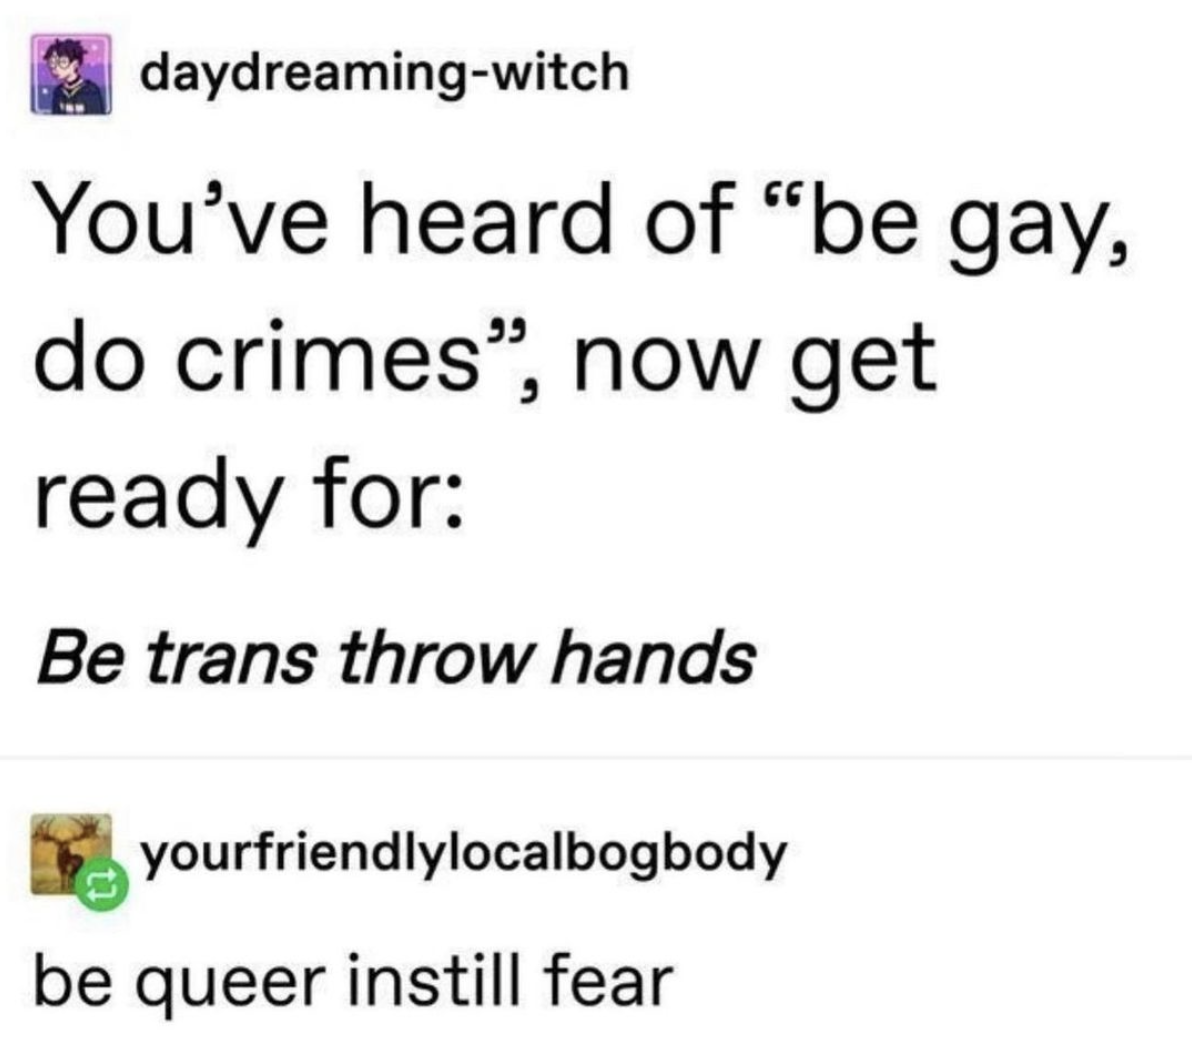 daydreaming-witch
You’ve heard of “be gay,
do crimes”, now get
ready for:
Be trans throw hands
yourfriendlylocalbogbody
be queer instill fear